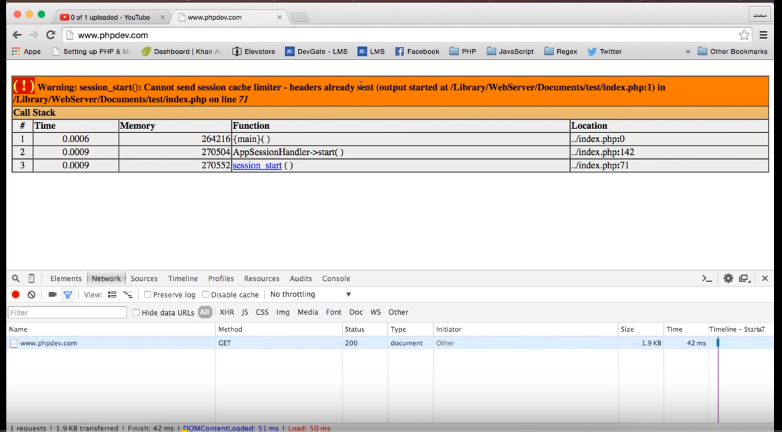 0 of 1 uploaded - YouTube × www.phpdev.com ×
www.phpdev.com
Apps Setting up PHP & M Dashboard | Khan Ac Elevators DevGate - LMS LMS Facebook PHP JavaScript Regex Twitter » Other Bookmarks
( ! ) Warning: session_start(): Cannot send session cache limiter - headers already sent (output started at /Library/WebServer/Documents/test/index.php:1) in
/Library/WebServer/Documents/test/index.php on line 71
Call Stack
# Time Memory Function Location
1 0.0006 264216 {main}( ) ../index.php:0
2 0.0009 270504 AppSessionHandler->start( ) ../index.php:142
3 0.0009 270552 session_start ( ) ../index.php:71
Elements Network Sources Timeline Profiles Resources Audits Console
View: Preserve log Disable cache No throttling
Filter Hide data URLs All XHR JS CSS Img Media Font Doc WS Other
Name Method Status Type Initiator Size Time Timeline – Start
www.phpdev.com GET 200 document Other 1.9 KB 42 ms
1 requests | 1.9 KB transferred | Finish: 42 ms | DOMContentLoaded: 51 ms | Load: 50 ms